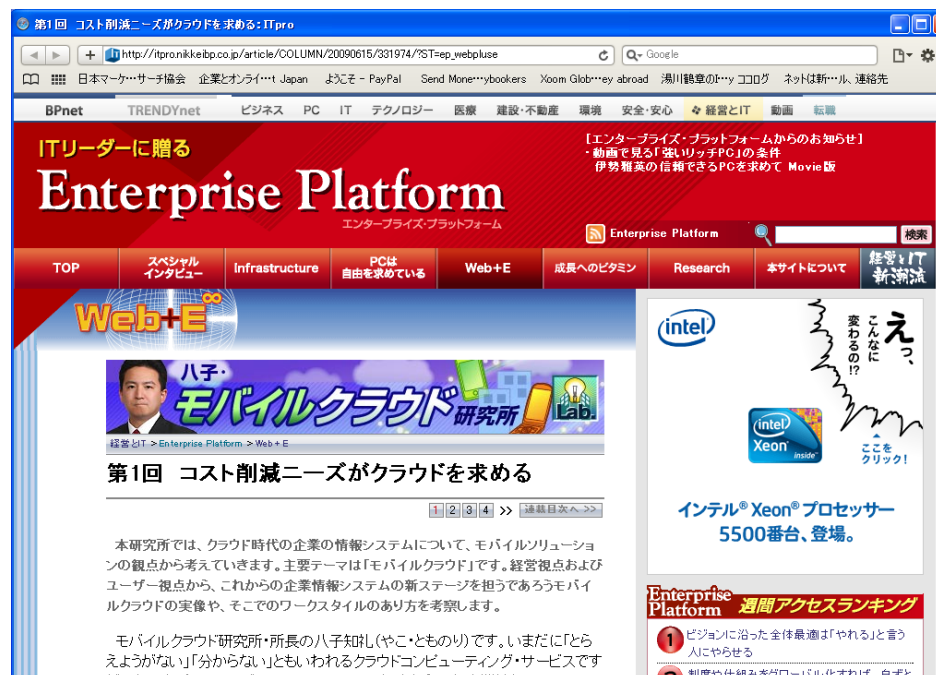 第1回 コスト削減ニーズがクラウドを求める:ITpro
http://itpro.nikkeibp.co.jp/article/COLUMN/20090615/331974/?ST=ep_webpluse
Google
日本マーケ…サーチ協会 企業とオンライ…t Japan ようこそ - PayPal Send Mone…ybookers Xoom Glob…ey abroad 湯川鶴章のI…y ココログ ネットは新…ル、連絡先
BPnet TRENDYnet ビジネス PC IT テクノロジー 医療 建設・不動産 環境 安全・安心 経営とIT 動画 転職
ITリーダーに贈る
Enterprise Platform
エンタープライズ・プラットフォーム
[エンタープライズ・プラットフォームからのお知らせ]
・動画で見る「強いリッチPC」の条件
伊勢雅英の信頼できるPCを求めて Movie版
Enterprise Platform
検索
TOP
スペシャル
インタビュー
Infrastructure
PCは
自由を求めている
Web+E
成長へのビタミン
Research
本サイトについて
経営とIT
新潮流
Web+E
八子・
モバイルクラウド研究所
Lab.
経営とIT > Enterprise Platform > Web+E
第1回 コスト削減ニーズがクラウドを求める
1 2 3 4 >> 連載目次へ >>
本研究所では、クラウド時代の企業の情報システムについて、モバイルソリューショ
ンの観点から考えていきます。主要テーマは「モバイルクラウド」です。経営視点および
ユーザー視点から、これからの企業情報システムの新ステージを担うであろうモバイ
ルクラウドの実像や、そこでのワークスタイルのあり方を考察します。
モバイルクラウド研究所・所長の八子知礼(やこ・とものり)です。いまだに「とら
えようがない」「分からない」ともいわれるクラウドコンピューティング・サービスです
intel
えっ、
こんなに
変わるの!?
intel
Xeon
inside
ここを
クリック!
インテル® Xeon® プロセッサー
5500番台、登場。
Enterprise
Platform 週間アクセスランキング
1 ビジョンに沿った全体最適は「やれる」と言う
人にやらせる